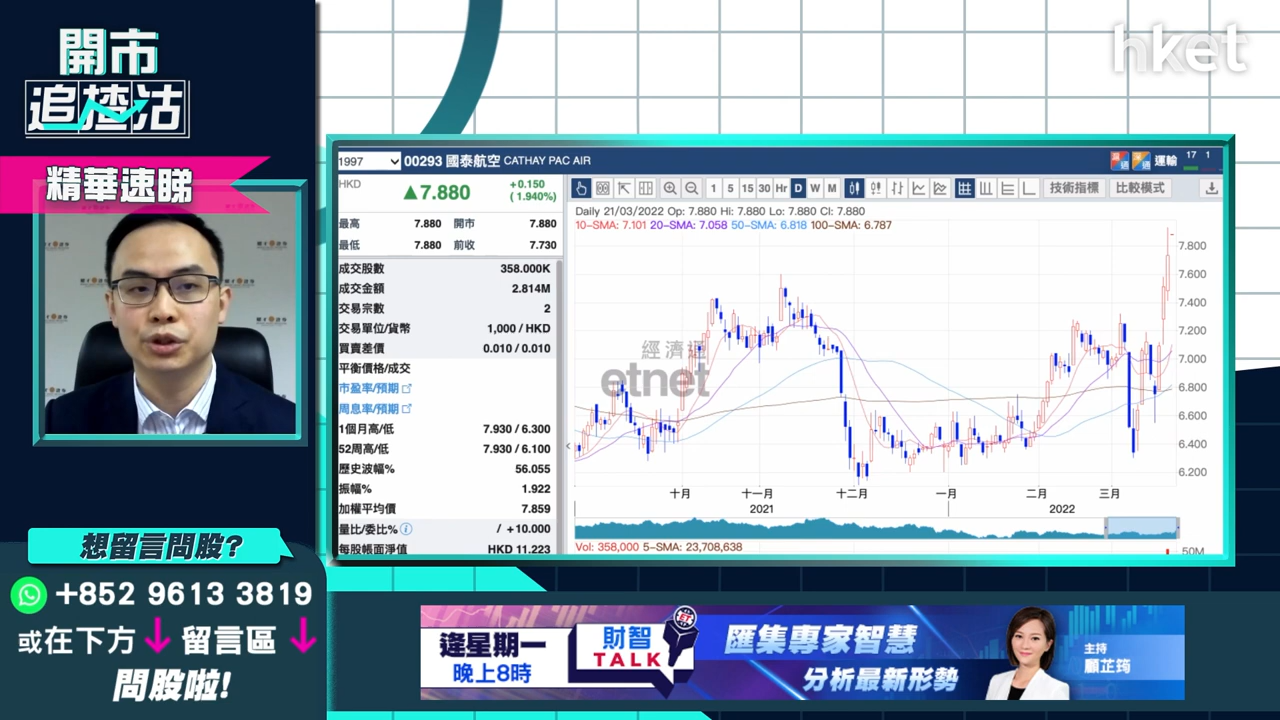 開市
追揸沽
精華速睇
hket
1997
00293 國泰航空 CATHAY PAC AIR
運輸
17
1
HKD
▲7.880
+0.150
( 1.940%)
最高 7.880 開市 7.880
最低 7.880 前收 7.730
成交股數 358.000K
成交金額 2.814M
交易宗數 2
交易單位/貨幣 1,000 / HKD
買賣差價 0.010 / 0.010
平衡價格/成交
市盈率/預期
周息率/預期
1個月高/低 7.930 / 6.300
52周高/低 7.930 / 6.100
歷史波幅% 56.055
振幅% 1.922
加權平均價 7.859
量比/委比% / +10.000
每股帳面淨值 HKD 11.223
1 5 15 30 Hr D W M
技術指標 比較模式
Daily 21/03/2022 Op: 7.880 Hi: 7.880 Lo: 7.880 Cl: 7.880
10-SMA: 7.101 20-SMA: 7.058 50-SMA: 6.818 100-SMA: 6.787
7.800
7.600
7.400
7.200
7.000
6.800
6.600
6.400
6.200
經濟
etnet
十月 十一月 十二月 一月 二月 三月
2021 2022
Vol: 358,000 5-SMA: 23,708,638
50M
想留言問股?
+852 9613 3819
或在下方↓留言區↓
問股啦!
逢星期一
晚上8時
財智
TALK
匯集專家智慧
分析最新形勢
主持
顧芷筠